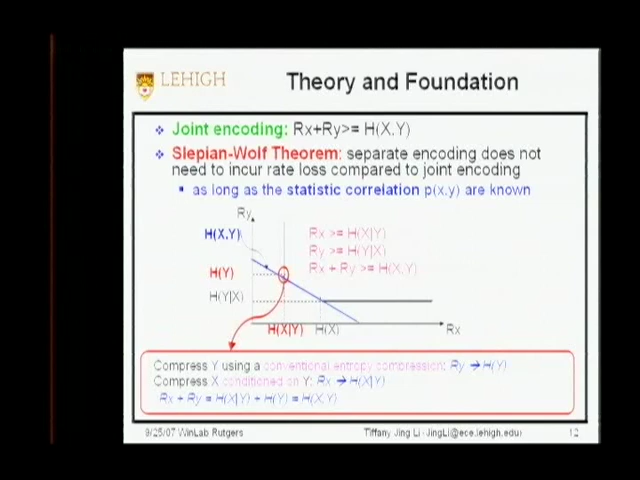 LEHIGH
Theory and Foundation
Joint encoding: Rx+Ry>= H(X,Y)
Slepian-Wolf Theorem: separate encoding does not
need to incur rate loss compared to joint encoding
as long as the statistic correlation p(x,y) are known
Ry
H(X,Y)
Rx >= H(X|Y)
Ry >= H(Y|X)
Rx + Ry >= H(X,Y)
H(Y)
H(Y|X)
H(X|Y)
H(X)
Rx
Compress Y using a conventional entropy compression: Ry → H(Y)
Compress X conditioned on Y: Rx → H(X|Y)
Rx + Ry = H(X|Y) + H(Y) = H(X,Y)
9/25/07 WinLab Rutgers
Tiffany Jing Li (JingLi@ece.lehigh.edu)
12